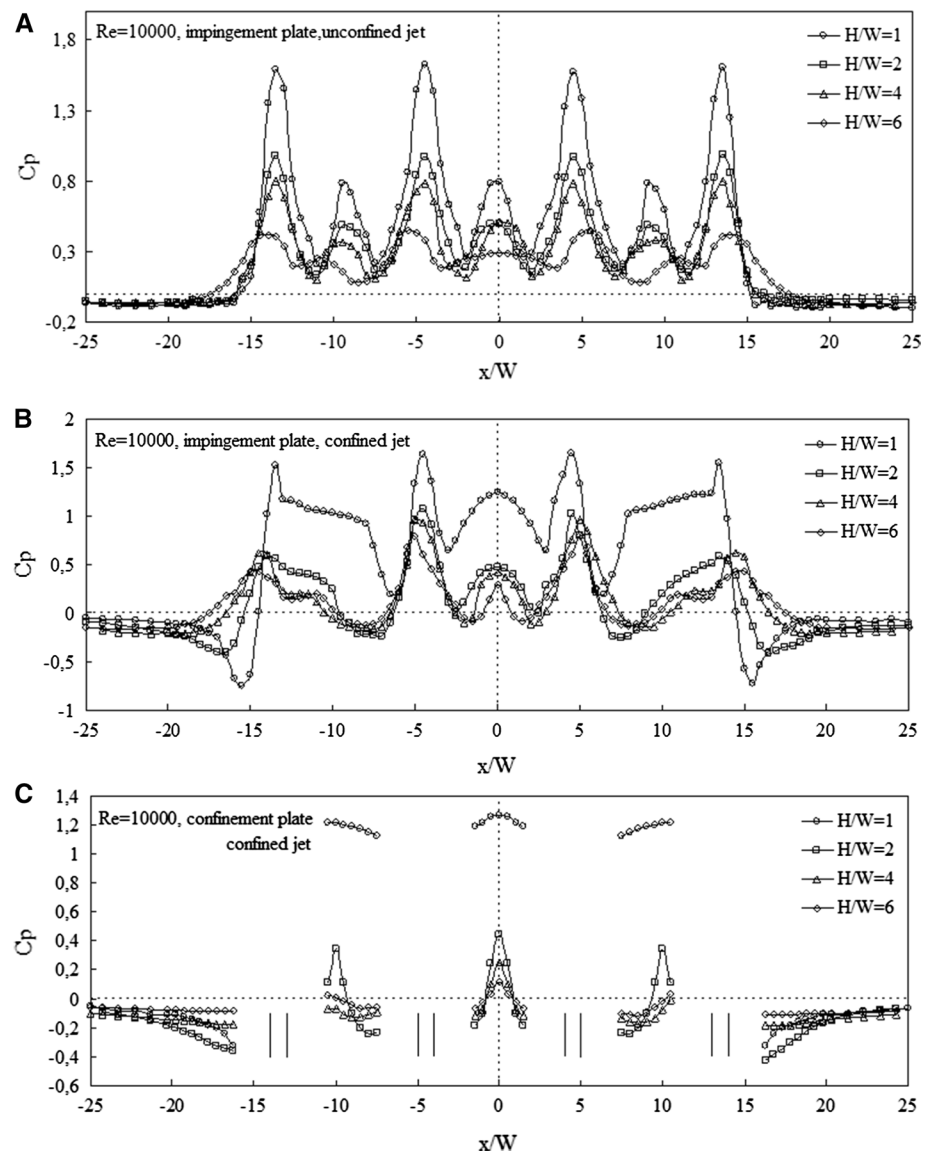 A
Re=10000, impingement plate,unconfined jet
H/W=1
H/W=2
H/W=4
H/W=6
1,8
1,3
0,8
0,3
-0,2
Cp
-25 -20 -15 -10 -5 0 5 10 15 20 25
x/W
B
Re=10000, impingement plate, confined jet
H/W=1
H/W=2
H/W=4
H/W=6
2
1,5
1
0,5
0
-0,5
-1
Cp
-25 -20 -15 -10 -5 0 5 10 15 20 25
x/W
C
Re=10000, confinement plate
confined jet
H/W=1
H/W=2
H/W=4
H/W=6
1,4
1,2
1
0,8
0,6
0,4
0,2
0
-0,2
-0,4
-0,6
Cp
-25 -20 -15 -10 -5 0 5 10 15 20 25
x/W